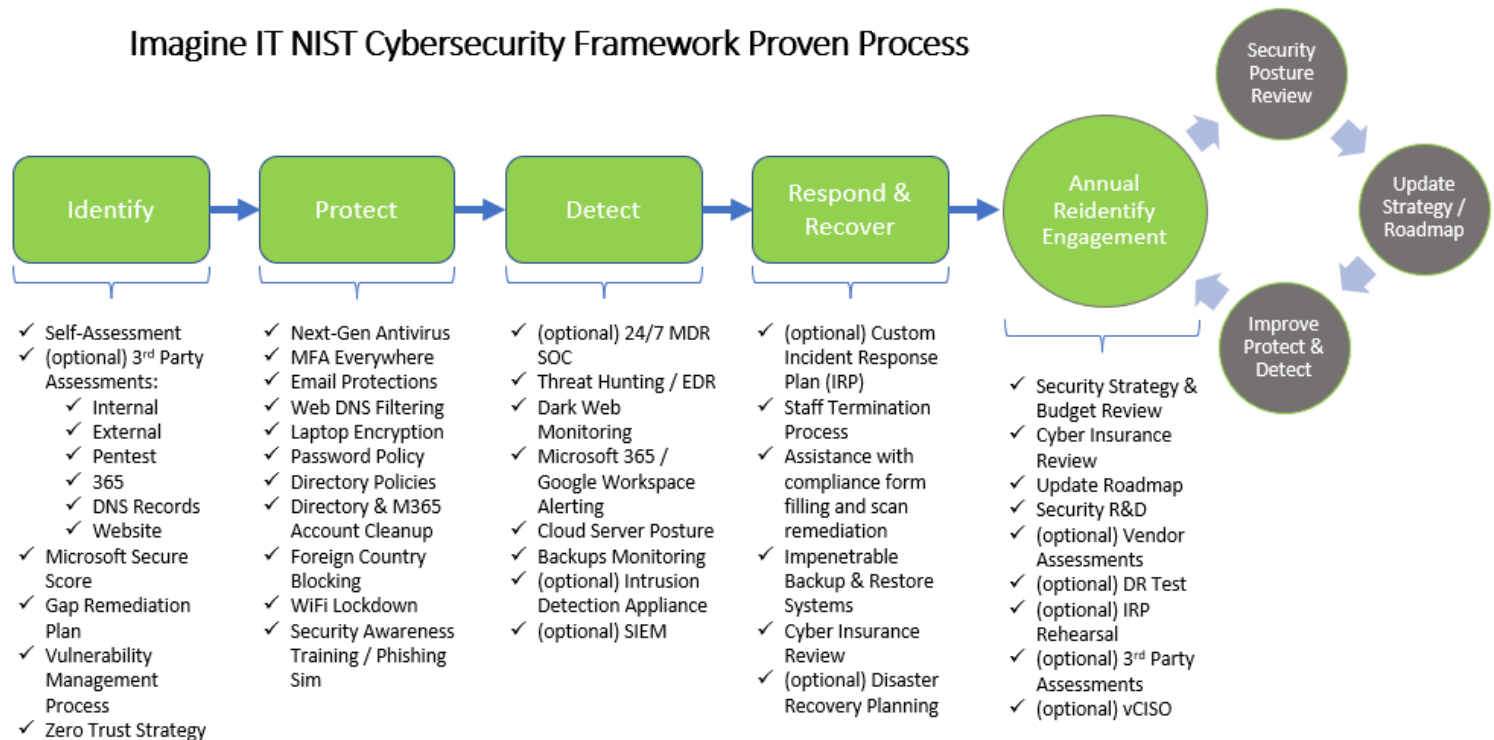 Imagine IT NIST Cybersecurity Framework Proven Process
Identify
✓ Self-Assessment
✓ (optional) 3rd Party
Assessments:
✓ Internal
✓ External
✓ Pentest
✓ 365
✓ DNS Records
✓ Website
✓ Microsoft Secure
Score
✓ Gap Remediation
Plan
✓ Vulnerability
Management
Process
✓ Zero Trust Strategy
Protect
✓ Next-Gen Antivirus
✓ MFA Everywhere
✓ Email Protections
✓ Web DNS Filtering
✓ Laptop Encryption
✓ Password Policy
✓ Directory Policies
✓ Directory & M365
Account Cleanup
✓ Foreign Country
Blocking
✓ WiFi Lockdown
✓ Security Awareness
Training / Phishing
Sim
Detect
✓ (optional) 24/7 MDR
SOC
✓ Threat Hunting / EDR
✓ Dark Web
Monitoring
✓ Microsoft 365 /
Google Workspace
Alerting
✓ Cloud Server Posture
✓ Backups Monitoring
✓ (optional) Intrusion
Detection Appliance
✓ (optional) SIEM
Respond &
Recover
✓ (optional) Custom
Incident Response
Plan (IRP)
✓ Staff Termination
Process
✓ Assistance with
compliance form
filling and scan
remediation
✓ Impenetrable
Backup & Restore
Systems
✓ Cyber Insurance
Review
✓ (optional) Disaster
Recovery Planning
Annual
Reidentify
Engagement
✓ Security Strategy &
Budget Review
✓ Cyber Insurance
Review
✓ Update Roadmap
✓ Security R&D
✓ (optional) Vendor
Assessments
✓ (optional) DR Test
✓ (optional) IRP
Rehearsal
✓ (optional) 3rd Party
Assessments
✓ (optional) vCISO
Security
Posture
Review
Update
Strategy /
Roadmap
Improve
Protect &
Detect